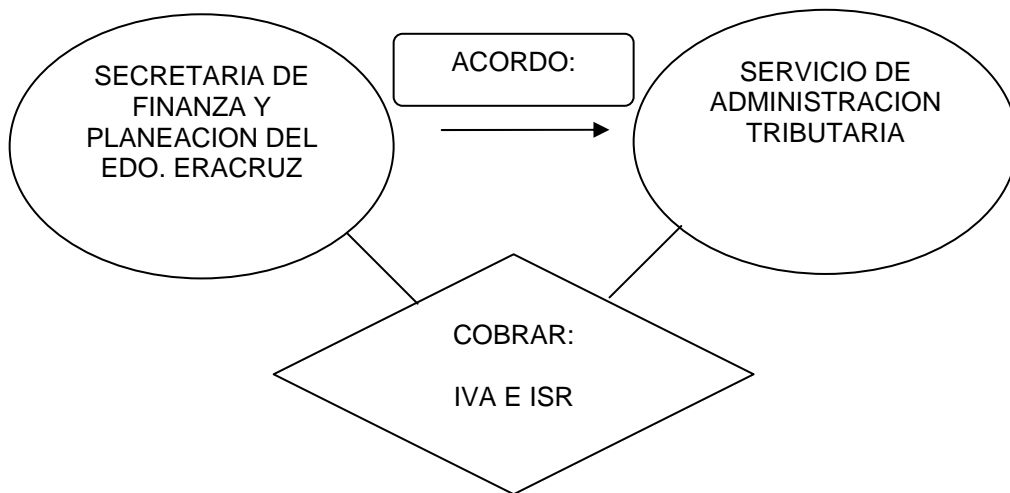 SECRETARIA DE
FINANZA Y
PLANEACION DEL
EDO. ERACRUZ
ACORDO:
SERVICIO DE
ADMINISTRACION
TRIBUTARIA
COBRAR:
IVA E ISR